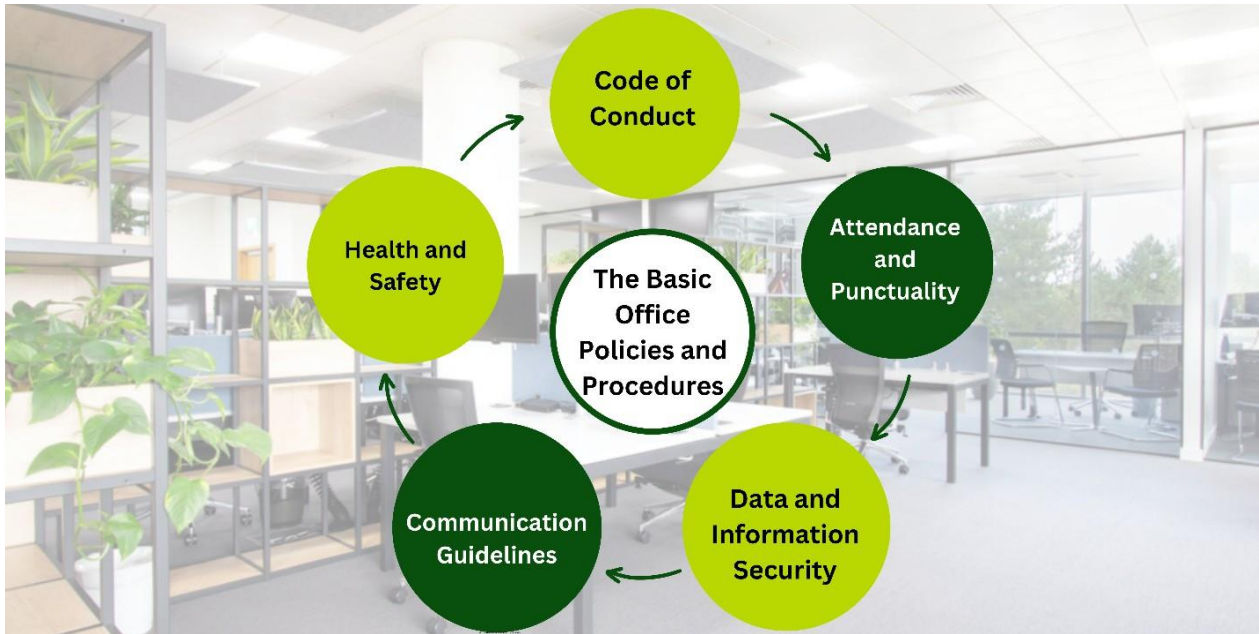 Code of
Conduct
Attendance
and
Punctuality
Data and
Information
Security
Communication
Guidelines
Health and
Safety
The Basic
Office
Policies and
Procedures